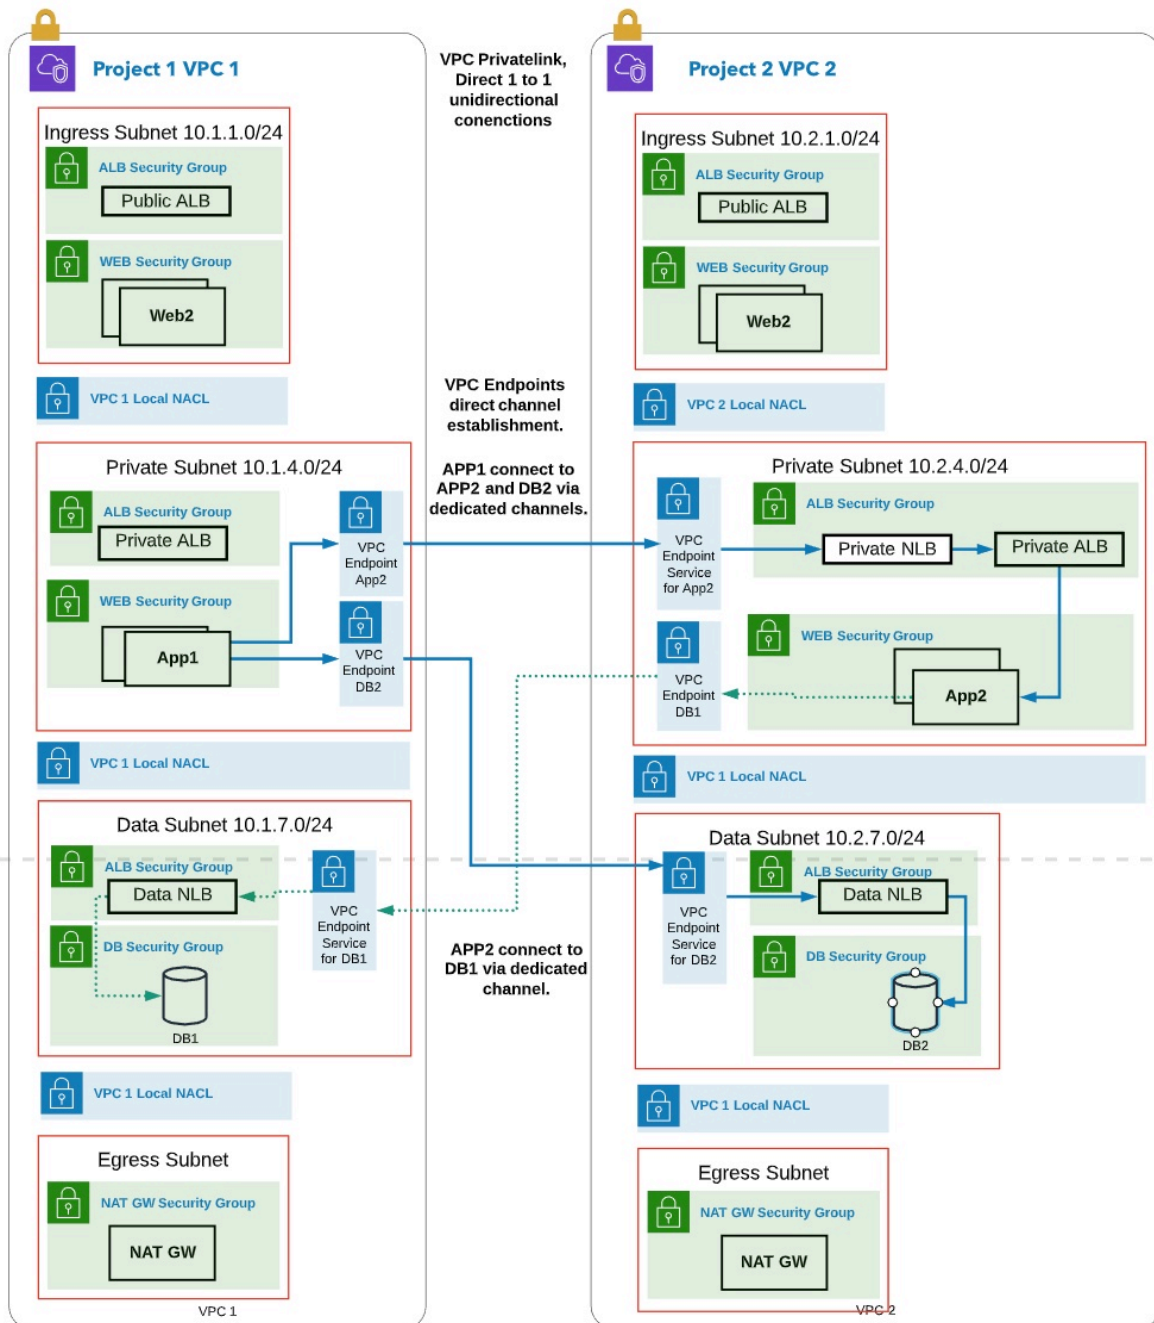 Project 1 VPC 1
Ingress Subnet 10.1.1.0/24
ALB Security Group
Public ALB
WEB Security Group
Web2
VPC 1 Local NACL
Private Subnet 10.1.4.0/24
ALB Security Group
Private ALB
WEB Security Group
App1
VPC
Endpoint
App2
VPC
Endpoint
DB2
VPC 1 Local NACL
Data Subnet 10.1.7.0/24
ALB Security Group
Data NLB
DB Security Group
DB1
VPC
Endpoint
Service
for DB1
VPC 1 Local NACL
Egress Subnet
NAT GW Security Group
NAT GW
VPC 1
VPC Privatelink,
Direct 1 to 1
unidirectional
conenctions
VPC Endpoints
direct channel
establishment.
APP1 connect to
APP2 and DB2 via
dedicated channels.
APP2 connect to
DB1 via dedicated
channel.
Project 2 VPC 2
Ingress Subnet 10.2.1.0/24
ALB Security Group
Public ALB
WEB Security Group
Web2
VPC 2 Local NACL
Private Subnet 10.2.4.0/24
VPC
Endpoint
Service
for App2
ALB Security Group
Private NLB
Private ALB
VPC
Endpoint
DB1
WEB Security Group
App2
VPC 1 Local NACL
Data Subnet 10.2.7.0/24
VPC
Endpoint
Service
for DB2
ALB Security Group
Data NLB
DB Security Group
DB2
VPC 1 Local NACL
Egress Subnet
NAT GW Security Group
NAT GW
VPC 2